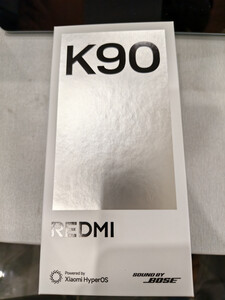 K90
REDMI
Powered by
Xiaomi HyperOS
SOUND BY
BOSE